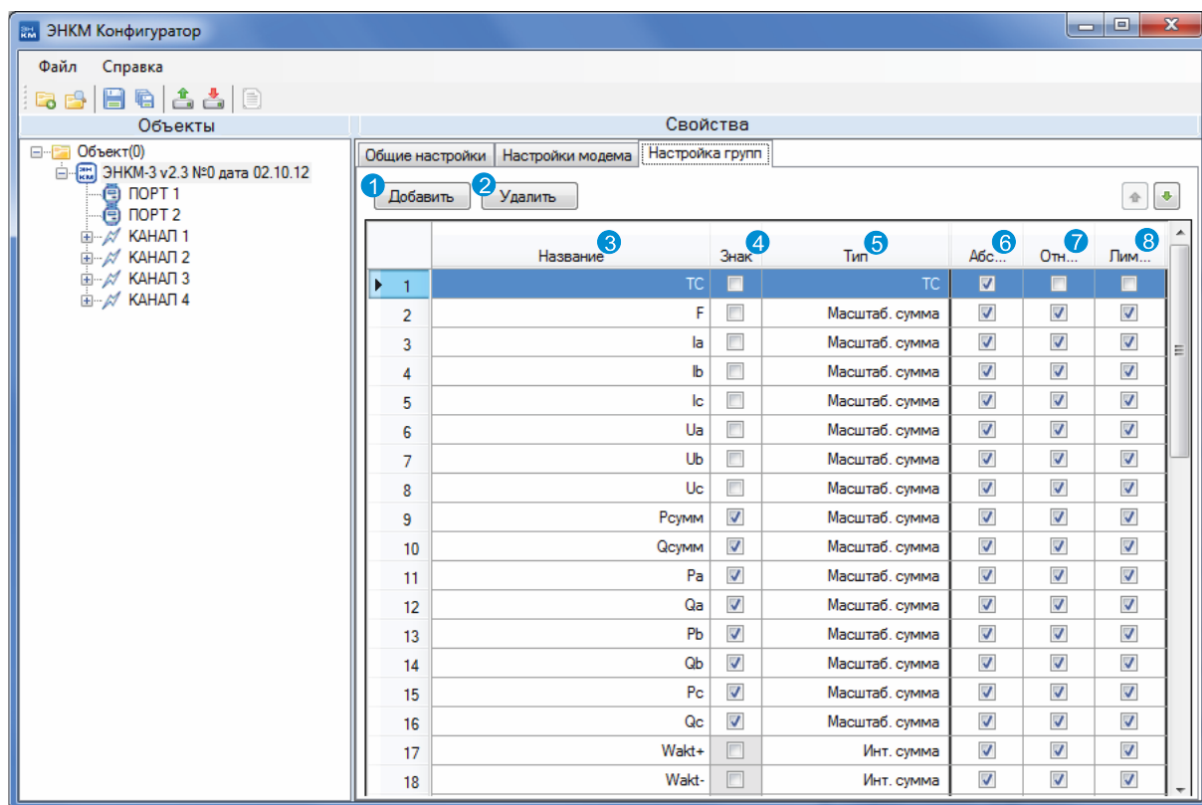 ЭНКМ Конфигуратор
Файл Справка
Объекты Свойства
Объект(0)
ЭНКМ-3 v2.3 №0 дата 02.10.12
ПОРТ 1
ПОРТ 2
КАНАЛ 1
КАНАЛ 2
КАНАЛ 3
КАНАЛ 4
Общие настройки Настройки модема Настройка групп
1 Добавить 2 Удалить
3 4 5 6 7 8
Название Знак Тип Абс... Отн... Лим...
1 ТС ТС
2 F Масштаб. сумма
3 Ia Масштаб. сумма
4 Ib Масштаб. сумма
5 Ic Масштаб. сумма
6 Ua Масштаб. сумма
7 Ub Масштаб. сумма
8 Uc Масштаб. сумма
9 Pсумм Масштаб. сумма
10 Qсумм Масштаб. сумма
11 Pa Масштаб. сумма
12 Qa Масштаб. сумма
13 Pb Масштаб. сумма
14 Qb Масштаб. сумма
15 Pc Масштаб. сумма
16 Qc Масштаб. сумма
17 Wakt+ Инт. сумма
18 Wakt- Инт. сумма